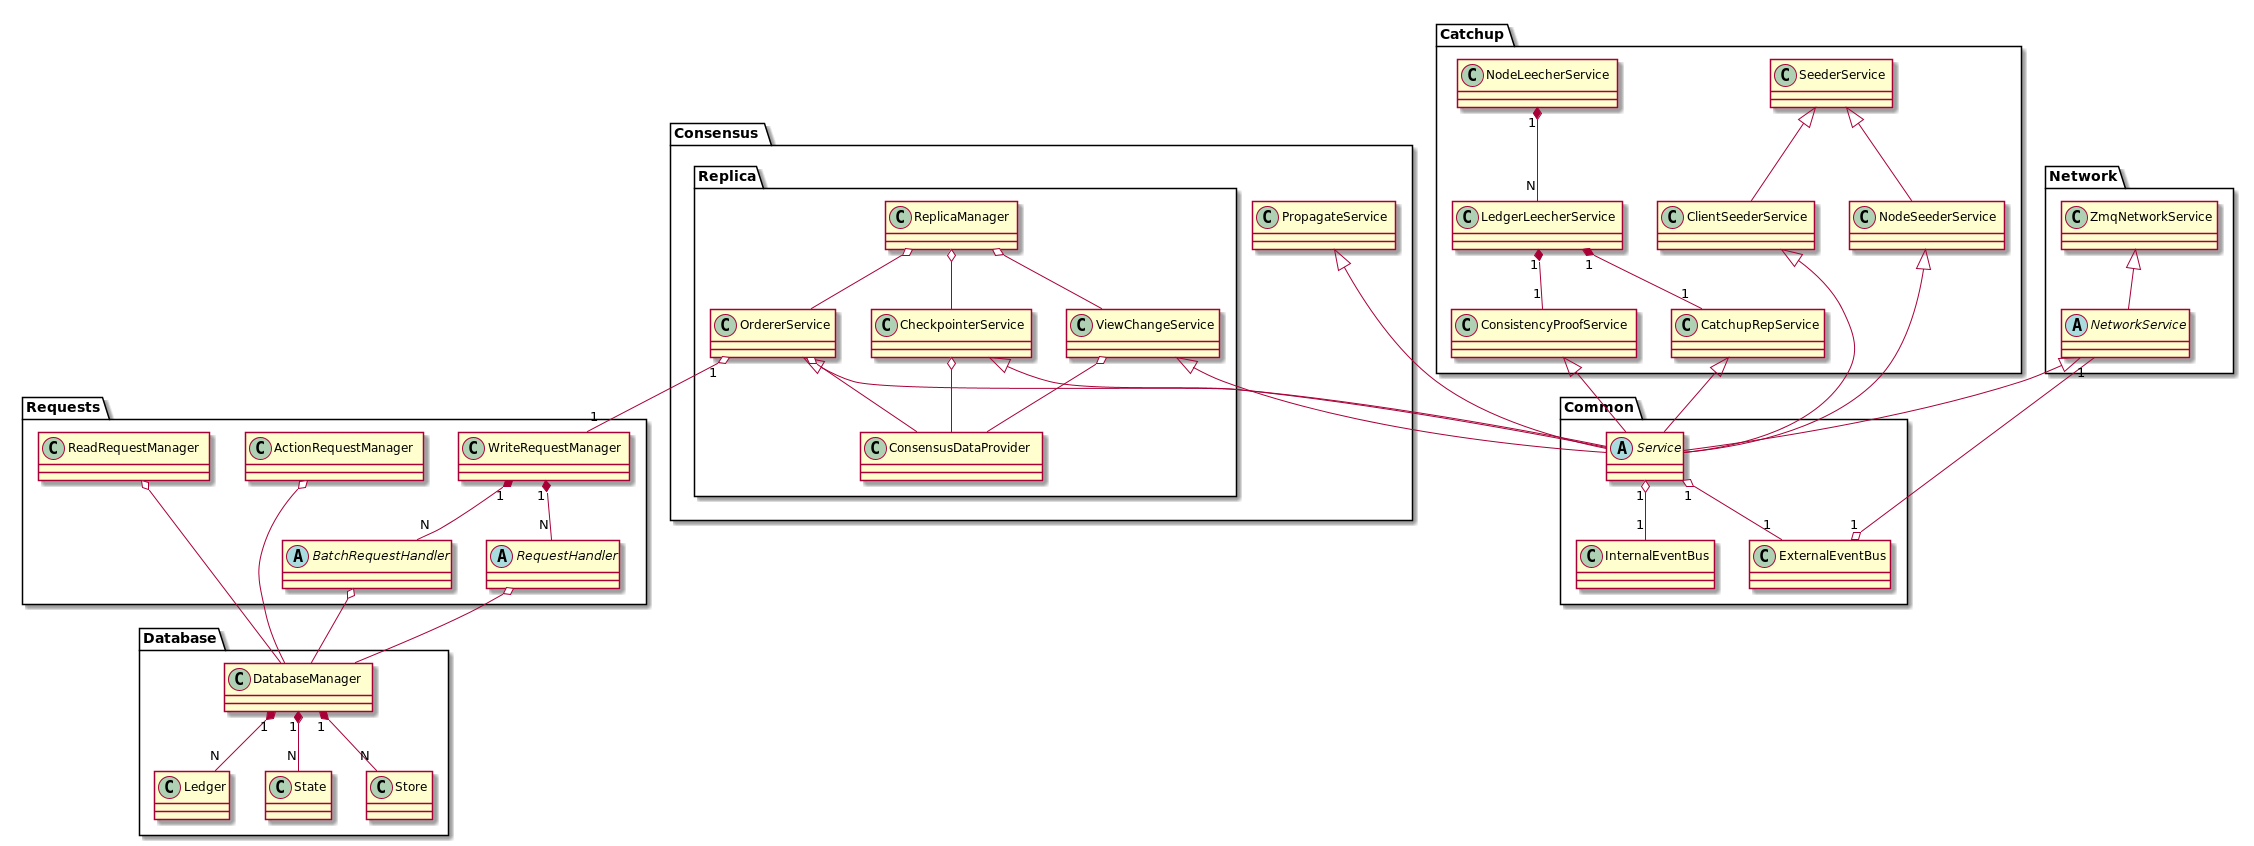 Catchup
C NodeLeecherService
C SeederService
1
N
C LedgerLeecherService
C ClientSeederService
C NodeSeederService
1
1
1
1
C ConsistencyProofService
C CatchupRepService
Network
C ZmqNetworkService
A NetworkService
1
Consensus
Replica
C ReplicaManager
C PropagateService
C OrdererService
C CheckpointerService
C ViewChangeService
1
C ConsensusDataProvider
Common
A Service
1
1
1
1
1
C InternalEventBus
C ExternalEventBus
Requests
1
C ReadRequestManager
C ActionRequestManager
C WriteRequestManager
1
1
N
N
A BatchRequestHandler
A RequestHandler
Database
C DatabaseManager
1
1
1
N
N
N
C Ledger
C State
C Store